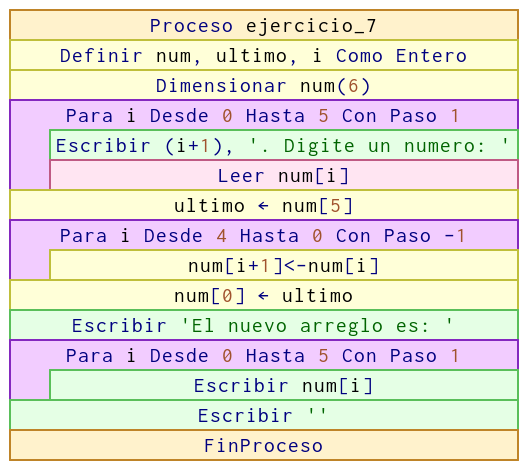 Proceso ejercicio_7
Definir num, ultimo, i Como Entero
Dimensionar num(6)
Para i Desde 0 Hasta 5 Con Paso 1
Escribir (i+1), '. Digite un numero: '
Leer num[i]
ultimo ← num[5]
Para i Desde 4 Hasta 0 Con Paso -1
num[i+1]<-num[i]
num[0] ← ultimo
Escribir 'El nuevo arreglo es: '
Para i Desde 0 Hasta 5 Con Paso 1
Escribir num[i]
Escribir ''
FinProceso